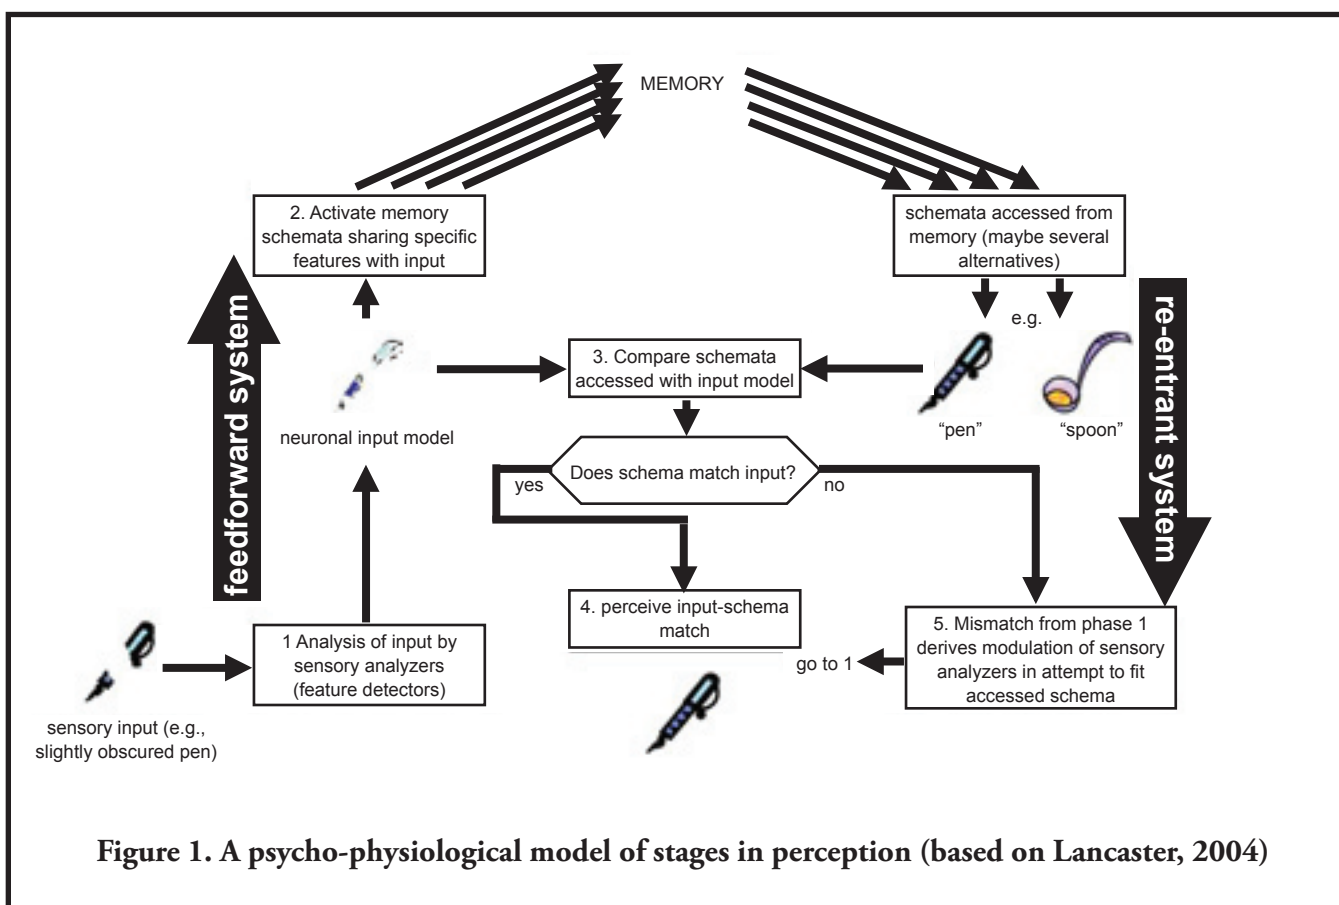 MEMORY
2. Activate memory
schemata sharing specific
features with input
schemata accessed from
memory (maybe several
alternatives)
feedforward system
re-entrant system
e.g.
3. Compare schemata
accessed with input model
neuronal input model
“pen”
“spoon”
Does schema match input?
yes
no
1 Analysis of input by
sensory analyzers
(feature detectors)
4. perceive input-schema
match
5. Mismatch from phase 1
derives modulation of sensory
analyzers in attempt to fit
accessed schema
go to 1
sensory input (e.g.,
slightly obscured pen)
Figure 1. A psycho-physiological model of stages in perception (based on Lancaster, 2004)